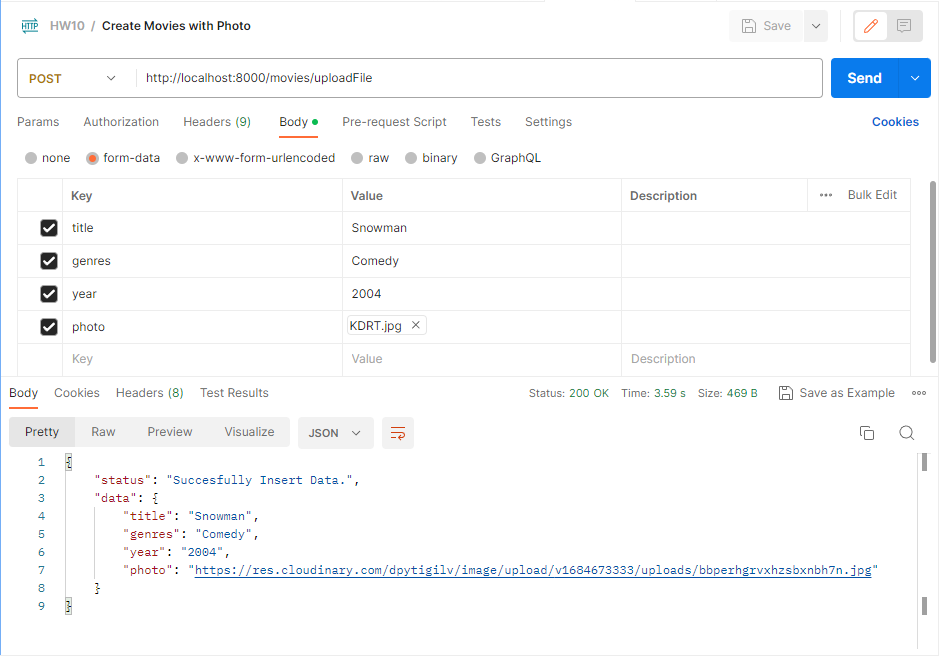 HTTP HW10 / Create Movies with Photo Save
POST http://localhost:8000/movies/uploadFile Send
Params Authorization Headers (9) Body Pre-request Script Tests Settings Cookies
none form-data x-www-form-urlencoded raw binary GraphQL
Key Value Description ••• Bulk Edit
title Snowman
genres Comedy
year 2004
photo KDRT.jpg ×
Key Value Description
Body Cookies Headers (8) Test Results Status: 200 OK Time: 3.59 s Size: 469 B Save as Example
Pretty Raw Preview Visualize JSON
1 {
2 "status": "Succesfully Insert Data.",
3 "data": {
4 "title": "Snowman",
5 "genres": "Comedy",
6 "year": "2004",
7 "photo": "https://res.cloudinary.com/dpytigilv/image/upload/v1684673333/uploads/bbperhgrvxhzsbxnbh7n.jpg"
8 }
9 }